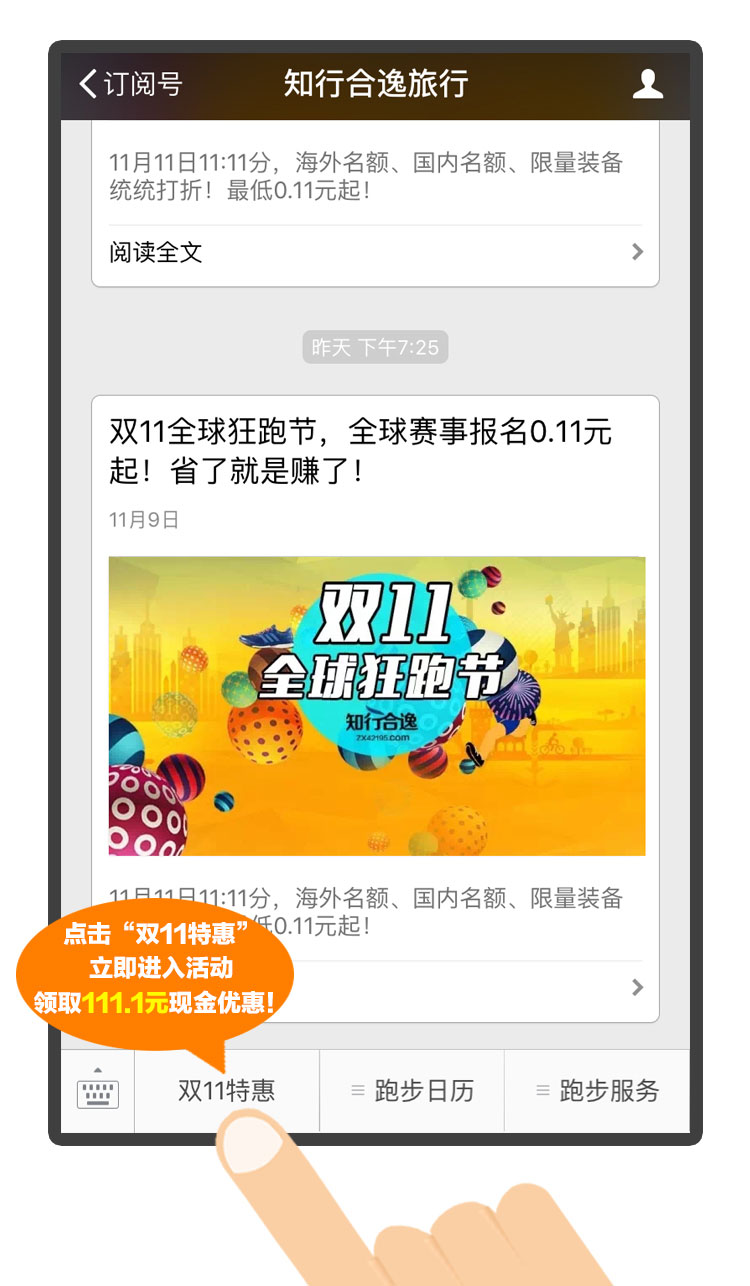 订阅号
知行合逸旅行
11月11日11:11分，海外名额、国内名额、限量装备
统统打折！最低0.11元起！
阅读全文
昨天 下午7:25
双11全球狂跑节，全球赛事报名0.11元
起！省了就是赚了！
11月9日
双11
全球狂跑节
知行合逸
ZX42195.com
11月11日11:11分，海外名额、国内名额、限量装备
低0.11元起！
点击“双11特惠”
立即进入活动
领取111.1元现金优惠！
双11特惠
跑步日历
跑步服务